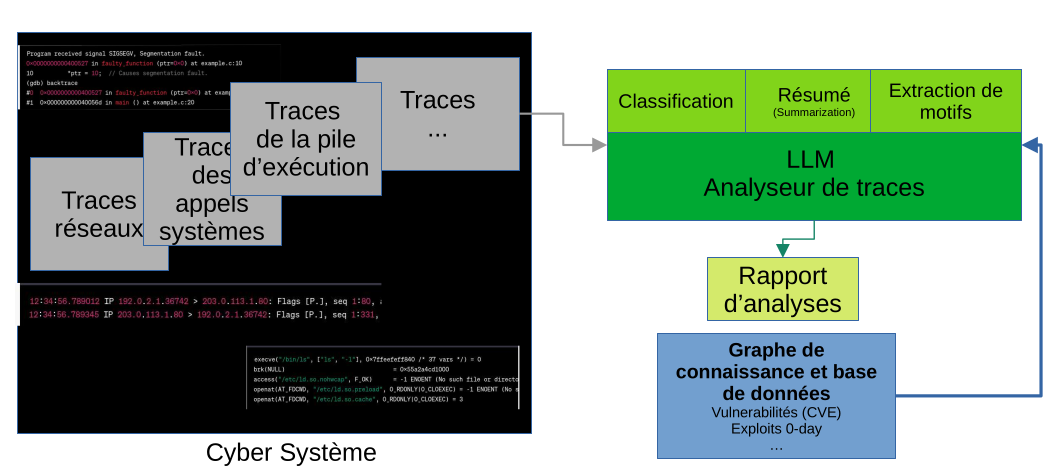 Program received signal SIGSEGV, Segmentation fault.
0x0000000000400527 in faulty_function (ptr=0x0) at example.c:10
10 *ptr = 10; // Causes segmentation fault.
(gdb) backtrace
#0 0x0000000000400527 in faulty_function (ptr=0x0) at
#1 0x000000000040056d in main () at example.c:20
Traces
...
Traces
de la pile
d'exécution
Trace
des
appels
systèmes
Traces
réseaux
12:34:56.789012 IP 192.0.2.1.36742 > 203.0.113.1.80: Flags [P.], seq 1:80,
12:34:56.789345 IP 203.0.113.1.80 > 192.0.2.1.36742: Flags [P.], seq 1:331,
execve("/bin/ls", ["ls", "-l"], 0x7ffeefeff840 /* 37 vars */) = 0
brk(NULL) = 0x55a2a4cd1000
access("/etc/ld.so.nohwcap", F_OK) = -1 ENOENT (No such file or directo
openat(AT_FDCWD, "/etc/ld.so.preload", O_RDONLY|O_CLOEXEC) = -1 ENOENT (No s
openat(AT_FDCWD, "/etc/ld.so.cache", O_RDONLY|O_CLOEXEC) = 3
Cyber Système
Classification
Résumé
(Summarization)
Extraction de
motifs
LLM
Analyseur de traces
Rapport
d'analyses
Graphe de
connaissance et base
de données
Vulnerabilités (CVE)
Exploits 0-day
...